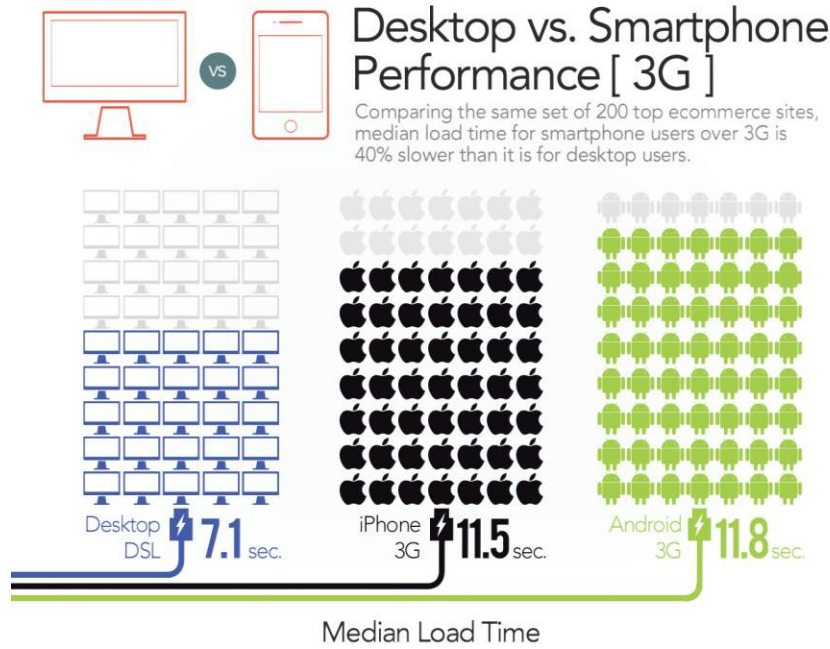 VS
Desktop vs. Smartphone
Performance [ 3G ]
Comparing the same set of 200 top ecommerce sites,
median load time for smartphone users over 3G is
40% slower than it is for desktop users.
Desktop
DSL
7.1 sec.
iPhone
3G
11.5 sec.
Android
3G
11.8 sec.
Median Load Time